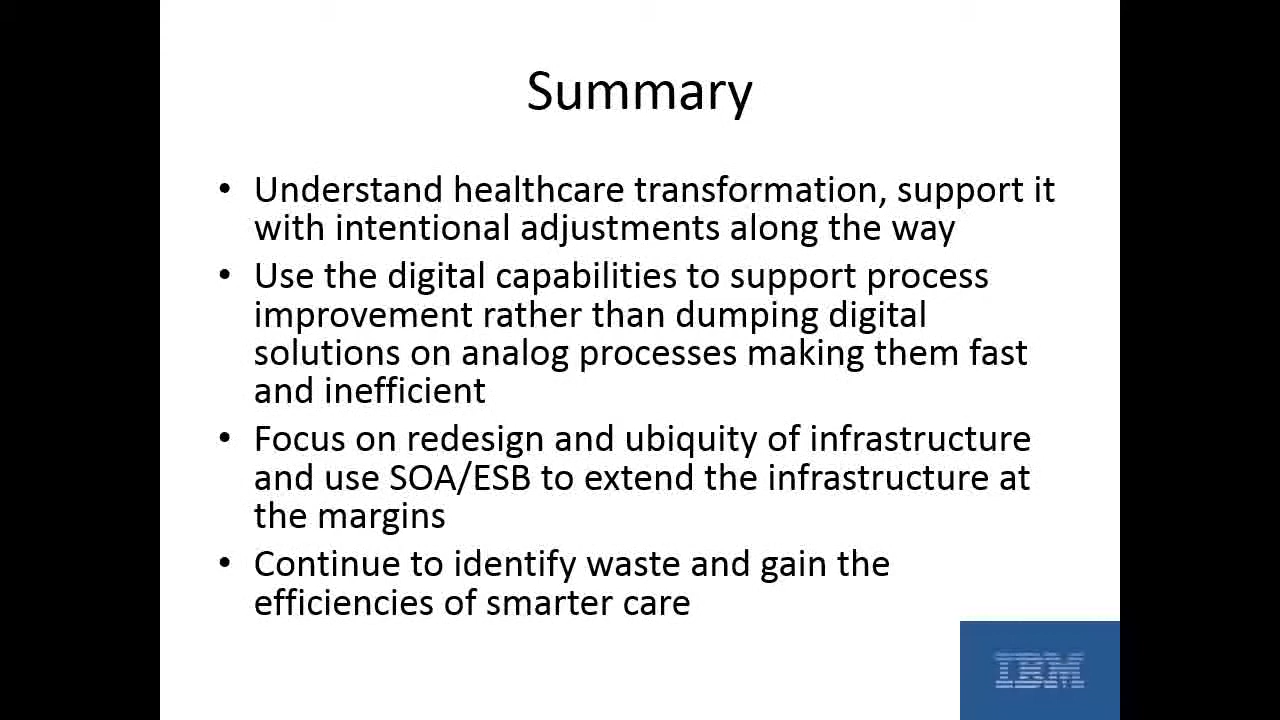 Summary
• Understand healthcare transformation, support it
with intentional adjustments along the way
• Use the digital capabilities to support process
improvement rather than dumping digital
solutions on analog processes making them fast
and inefficient
• Focus on redesign and ubiquity of infrastructure
and use SOA/ESB to extend the infrastructure at
the margins
• Continue to identify waste and gain the
efficiencies of smarter care
IBM